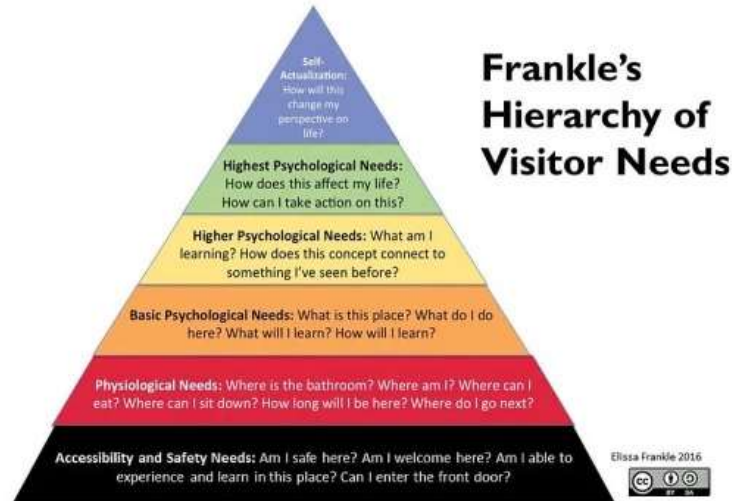 Frankle's
Hierarchy of
Visitor Needs
Self-
Actualization:
How will this
change my
perspective on
life?
Highest Psychological Needs:
How does this affect my life?
How can I take action on this?
Higher Psychological Needs: What am I
learning? How does this concept connect to
something I've seen before?
Basic Psychological Needs: What is this place? What do I do
here? What will I learn? How will I learn?
Physiological Needs: Where is the bathroom? Where am I? Where can I
eat? Where can I sit down? How long will I be here? Where do I go next?
Accessibility and Safety Needs: Am I safe here? Am I welcome here? Am I able to
experience and learn in this place? Can I enter the front door?
Elissa Frankle 2016
cc
BY SA